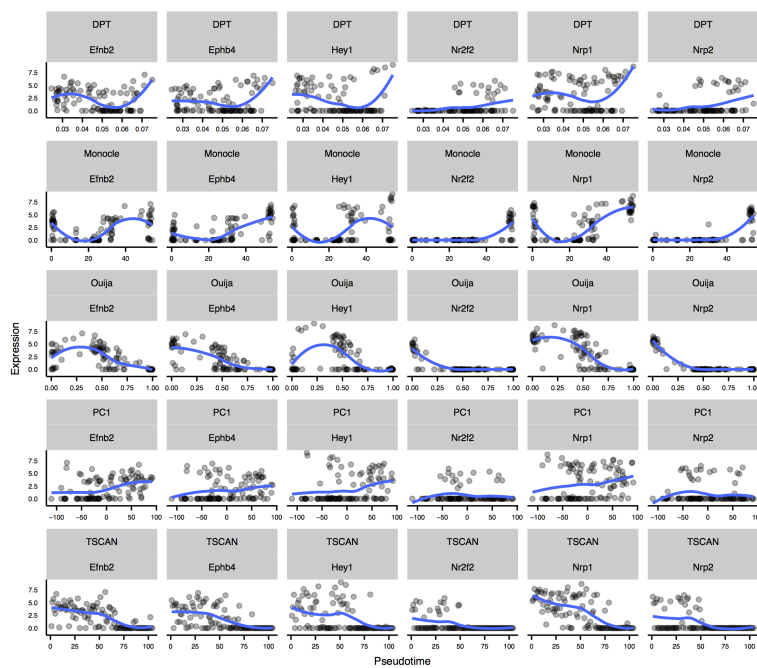 DPT DPT DPT DPT DPT DPT
Efnb2 Ephb4 Hey1 Nr2f2 Nrp1 Nrp2
7.5
5.0
2.5
0.0
0.03 0.04 0.05 0.06 0.07 0.03 0.04 0.05 0.06 0.07 0.03 0.04 0.05 0.06 0.07 0.03 0.04 0.05 0.06 0.07 0.03 0.04 0.05 0.06 0.07 0.03 0.04 0.05 0.06 0.07
Monocle Monocle Monocle Monocle Monocle Monocle
Efnb2 Ephb4 Hey1 Nr2f2 Nrp1 Nrp2
7.5
5.0
2.5
0.0
0 20 40 0 20 40 0 20 40 0 20 40 0 20 40 0 20 40
Ouija Ouija Ouija Ouija Ouija Ouija
Efnb2 Ephb4 Hey1 Nr2f2 Nrp1 Nrp2
Expression
7.5
5.0
2.5
0.0
0.00 0.25 0.50 0.75 1.00 0.00 0.25 0.50 0.75 1.00 0.00 0.25 0.50 0.75 1.00 0.00 0.25 0.50 0.75 1.00 0.00 0.25 0.50 0.75 1.00 0.00 0.25 0.50 0.75 1.00
PC1 PC1 PC1 PC1 PC1 PC1
Efnb2 Ephb4 Hey1 Nr2f2 Nrp1 Nrp2
7.5
5.0
2.5
0.0
−100 −50 0 50 100 −100 −50 0 50 100 −100 −50 0 50 100 −100 −50 0 50 100 −100 −50 0 50 100 −100 −50 0 50 100
TSCAN TSCAN TSCAN TSCAN TSCAN TSCAN
Efnb2 Ephb4 Hey1 Nr2f2 Nrp1 Nrp2
7.5
5.0
2.5
0.0
0 25 50 75 100 0 25 50 75 100 0 25 50 75 100 0 25 50 75 100 0 25 50 75 100 0 25 50 75 100
Pseudotime